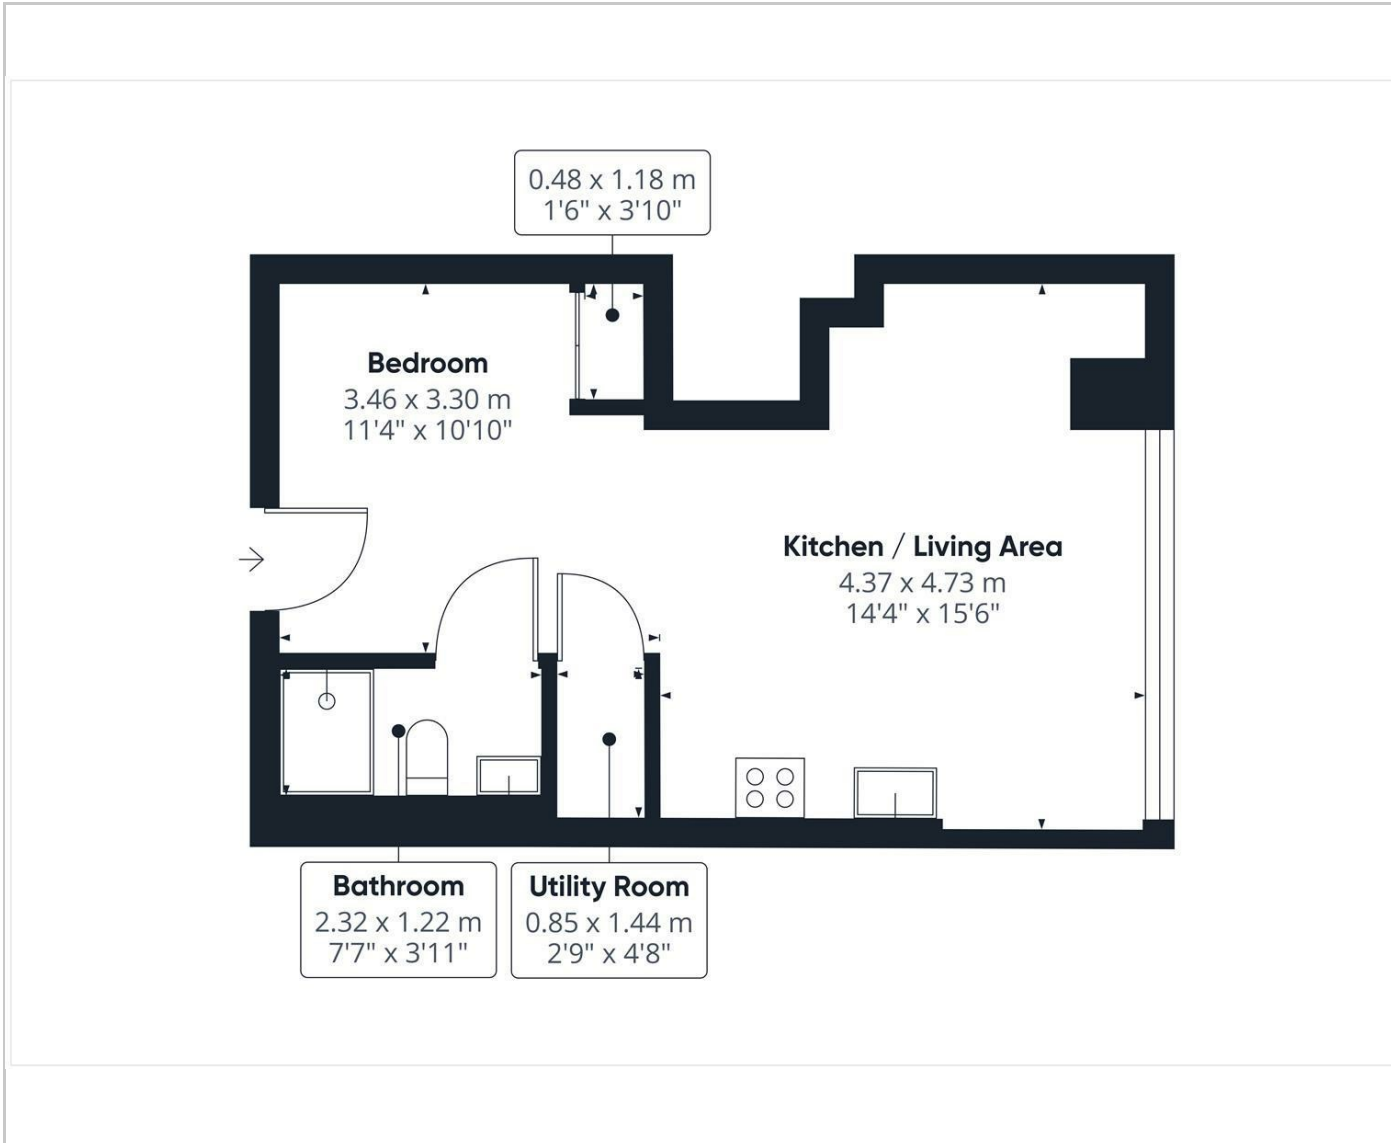 0.48 x 1.18 m
1'6" x 3'10"
Bedroom
3.46 x 3.30 m
11'4" x 10'10"
Kitchen / Living Area
4.37 x 4.73 m
14'4" x 15'6"
Bathroom
2.32 x 1.22 m
7'7" x 3'11"
Utility Room
0.85 x 1.44 m
2'9" x 4'8"